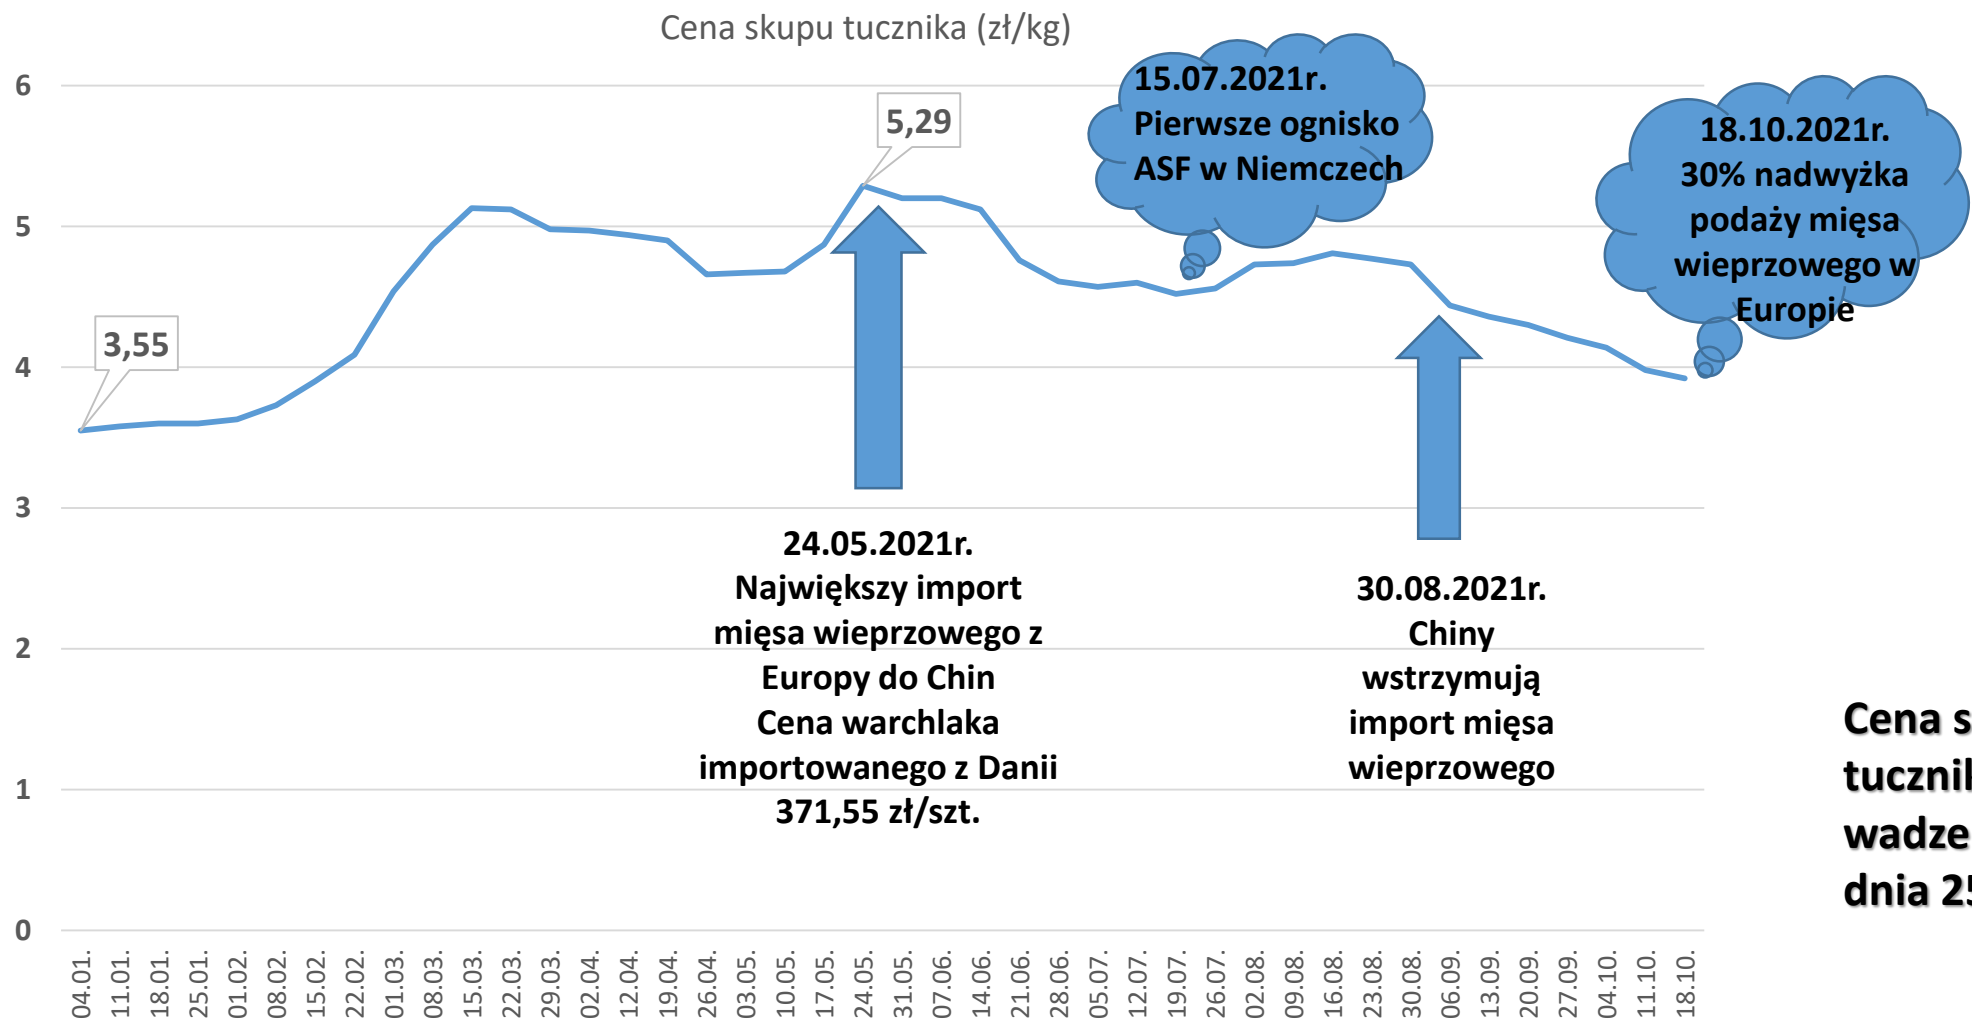 Cena skupu tucznika (zł/kg)
6
5
4
3
2
1
0
3,55
5,29
15.07.2021r.
Pierwsze ognisko
ASF w Niemczech
18.10.2021r.
30% nadwyżka
podaży mięsa
wieprzowego w
Europie
24.05.2021r.
Największy import
mięsa wieprzowego z
Europy do Chin
Cena warchlaka
importowanego z Danii
371,55 zł/szt.
30.08.2021r.
Chiny
wstrzymują
import mięsa
wieprzowego
Cena s
tucznik
wadze
dnia 25
04.01.
11.01.
18.01.
25.01.
01.02.
08.02.
15.02.
22.02.
01.03.
08.03.
15.03.
22.03.
29.03.
02.04.
12.04.
19.04.
26.04.
03.05.
10.05.
17.05.
24.05.
31.05.
07.06.
14.06.
21.06.
28.06.
05.07.
12.07.
19.07.
26.07.
02.08.
09.08.
16.08.
23.08.
30.08.
06.09.
13.09.
20.09.
27.09.
04.10.
11.10.
18.10.